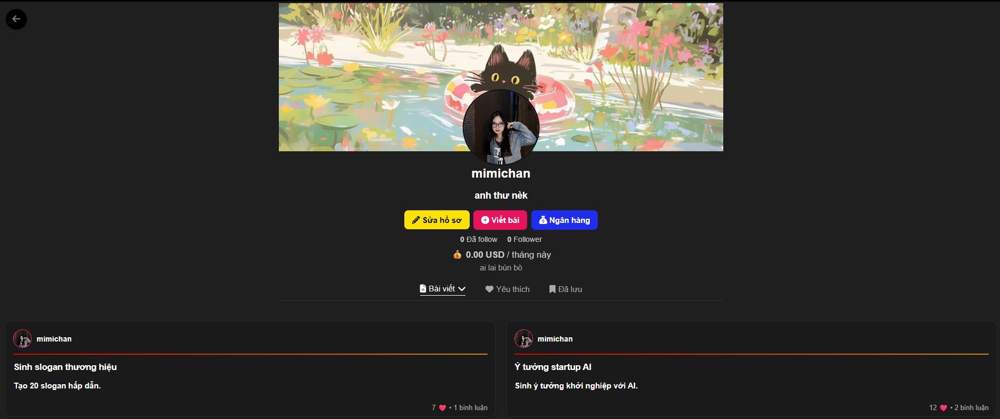 mimichan
anh thư nèk
Sửa hồ sơ Viết bài Ngân hàng
0 Đã follow 0 Follower
0.00 USD / tháng này
ai lai bún bò
Bài viết Yêu thích Đã lưu
mimichan
Sinh slogan thương hiệu
Tạo 20 slogan hấp dẫn.
7 ❤ • 1 bình luận
mimichan
Ý tưởng startup AI
Sinh ý tưởng khởi nghiệp với AI.
12 ❤ • 2 bình luận